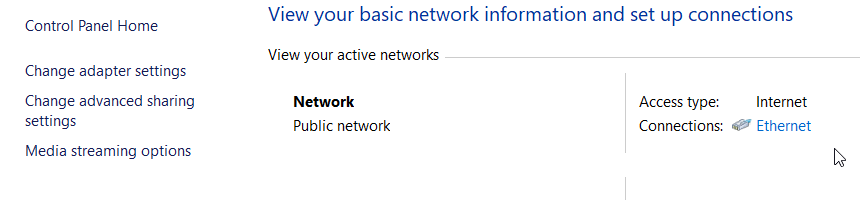 Control Panel Home
Change adapter settings
Change advanced sharing
settings
Media streaming options
View your basic network information and set up connections
View your active networks
Network
Public network
Access type: Internet
Connections: Ethernet